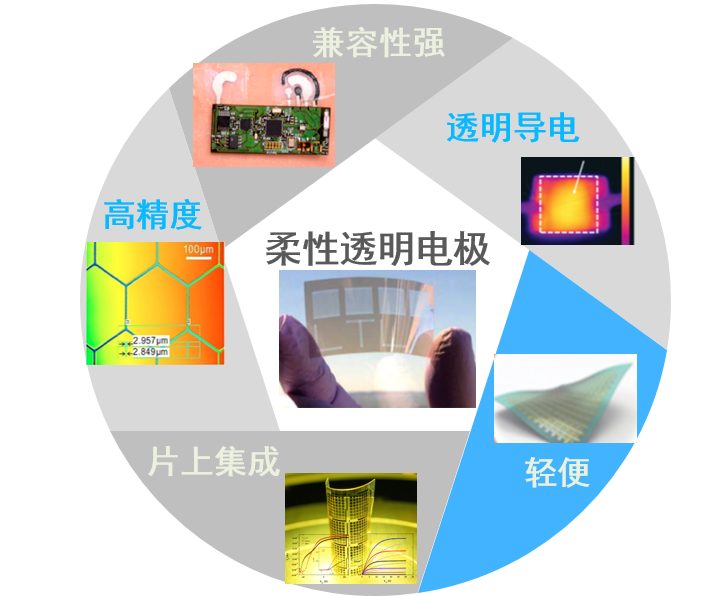 兼容性强
透明导电
高精度
100μm
柔性透明电极
2.957μm
2.849μm
LTL
片上集成
轻便